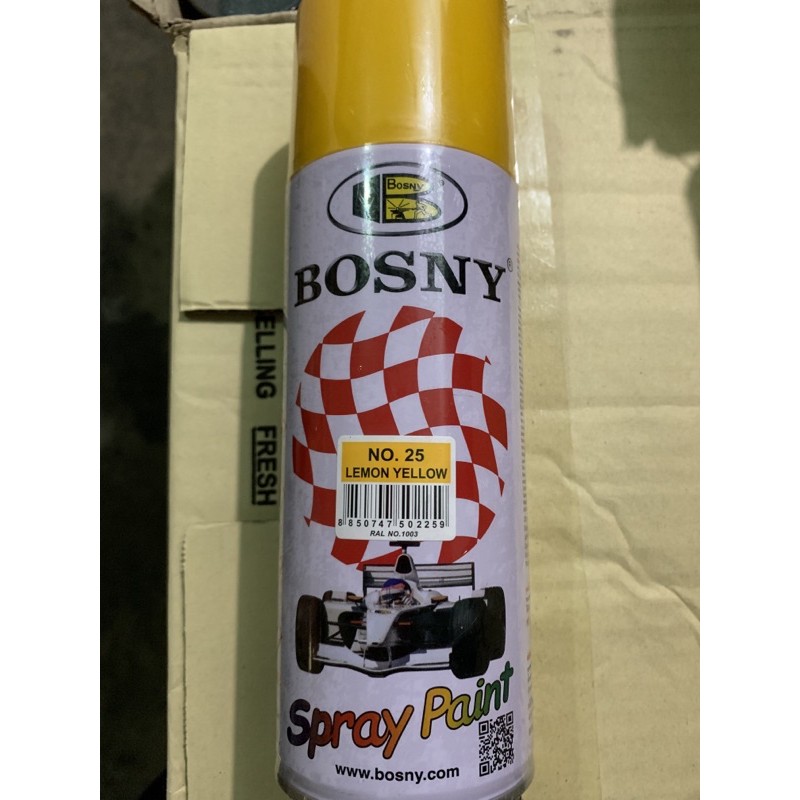 BOSNY
BOSNY®
NO. 25
LEMON YELLOW
8 850747 502259
RAL NO.1003
Spray Paint
www.bosny.com
ELLING FRESH